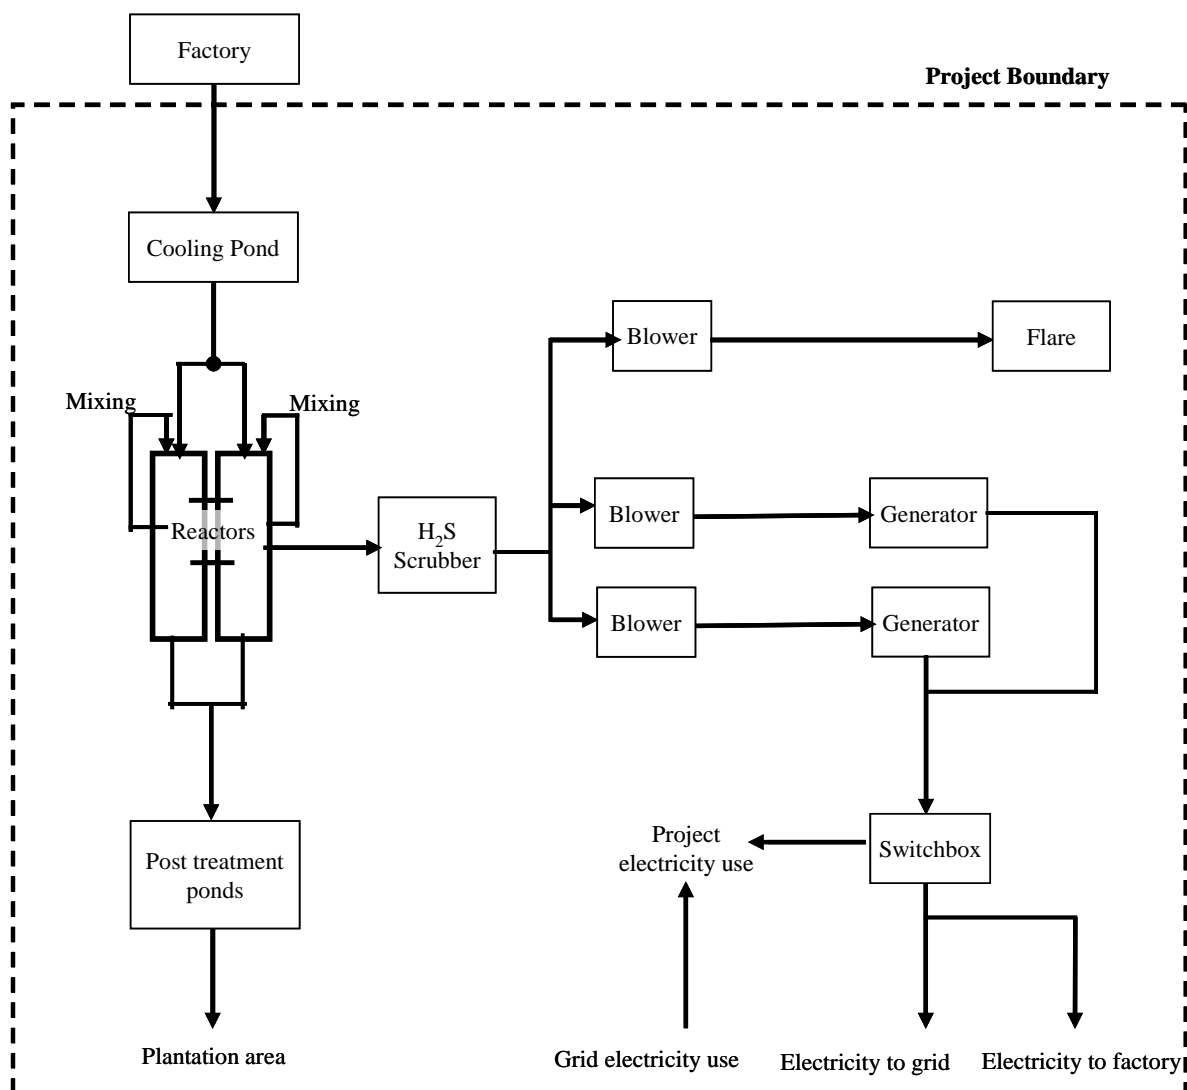 Factory
Project Boundary
Cooling Pond
Blower
Flare
Mixing
Mixing
Reactors
H2S
Scrubber
Blower
Generator
Blower
Generator
Project
electricity use
Switchbox
Post treatment
ponds
Plantation area
Grid electricity use
Electricity to grid
Electricity to factory